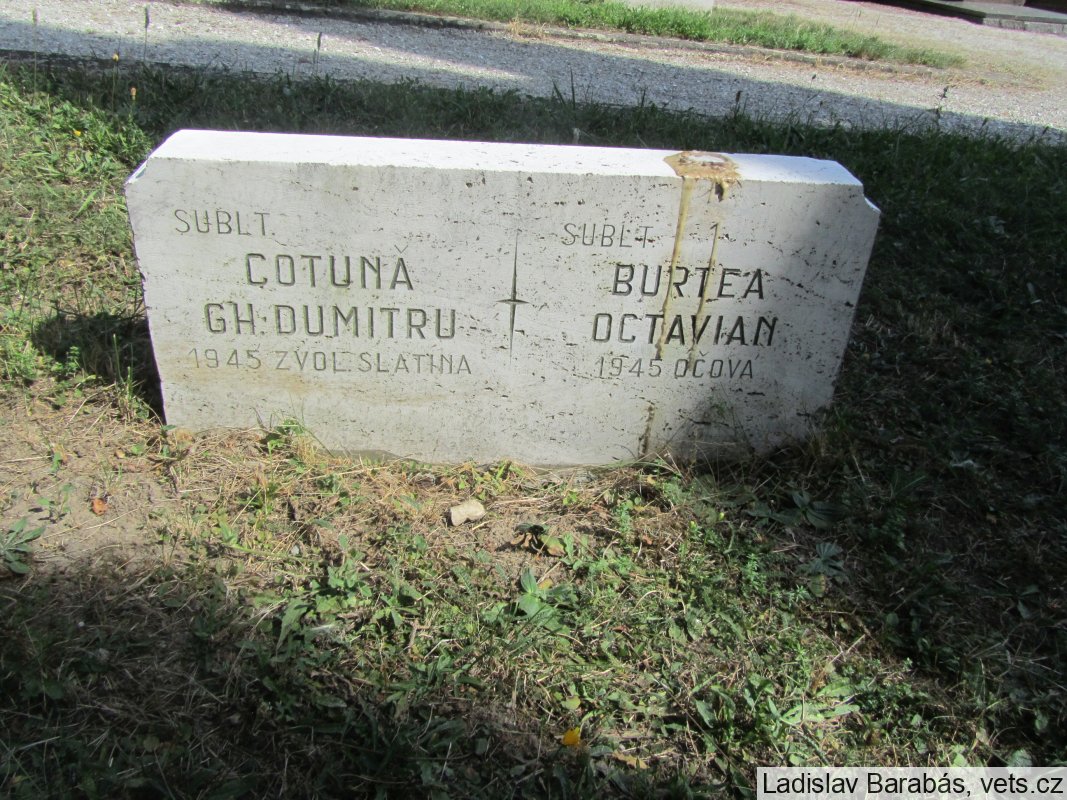 SUBLT.
COTUNĂ
GH. DUMITRU
1945 ZVOL. SLATINA
SUBLT.
BURTEA
OCTAVIAN
1945 OČOVA
Ladislav Barabás, vets.cz